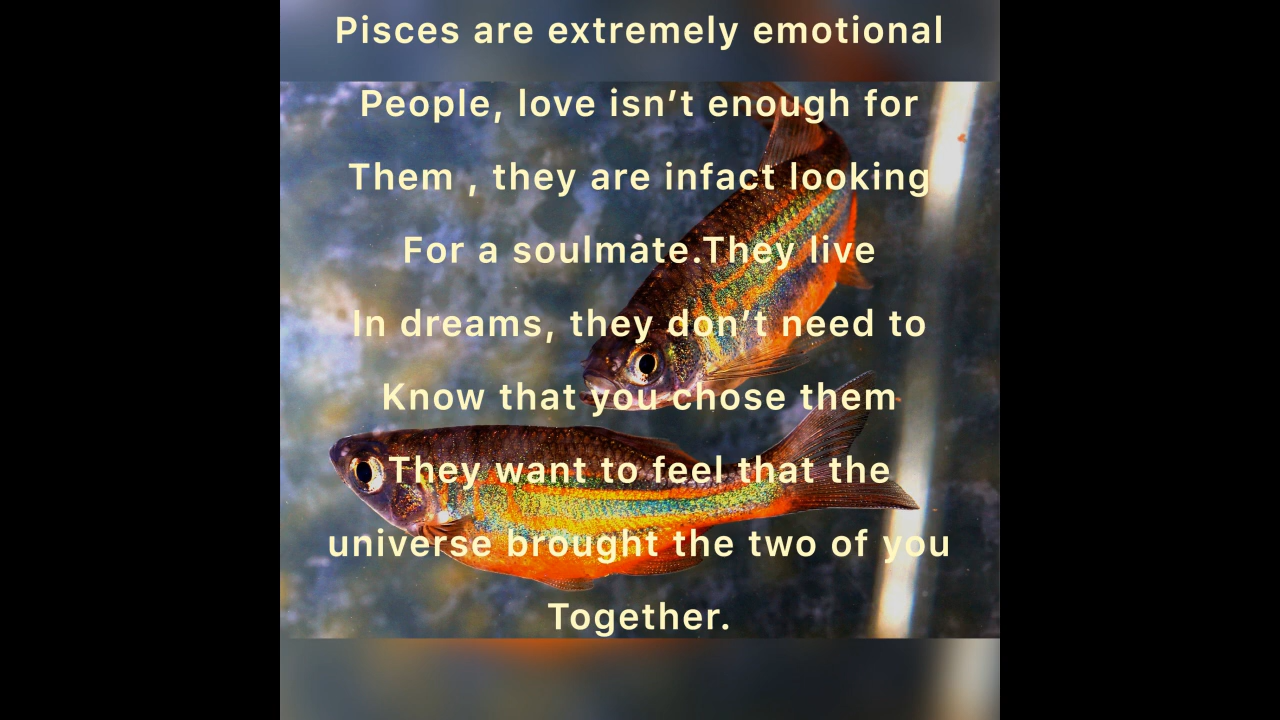 Pisces are extremely emotional
People, love isn’t enough for
Them , they are infact looking
For a soulmate.They live
In dreams, they don’t need to
Know that you chose them
They want to feel that the
universe brought the two of you
Together.